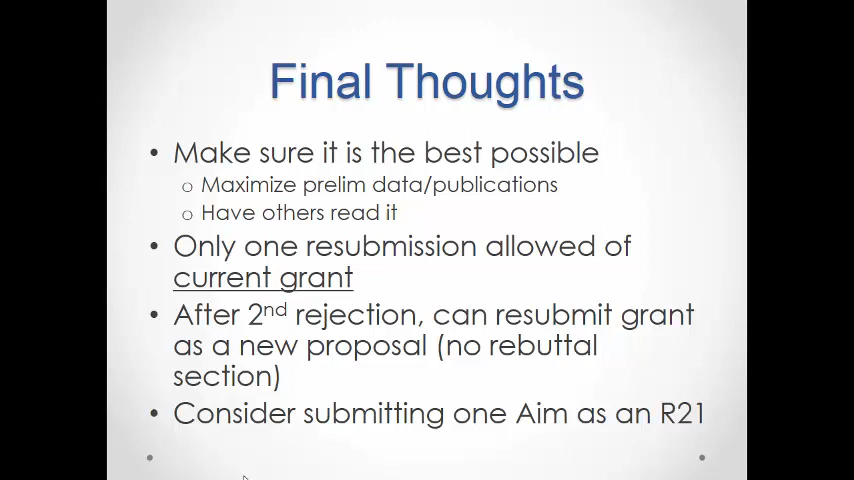 Final Thoughts
• Make sure it is the best possible
o Maximize prelim data/publications
o Have others read it
• Only one resubmission allowed of
current grant
• After 2nd rejection, can resubmit grant
as a new proposal (no rebuttal
section)
• Consider submitting one Aim as an R21